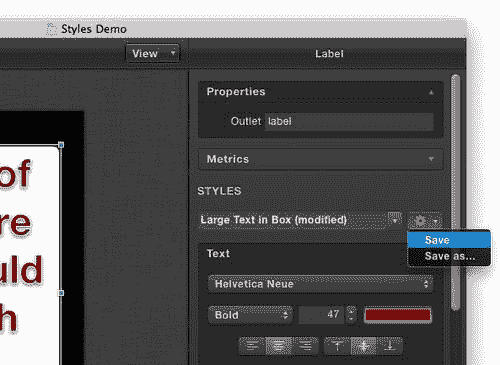 Styles Demo
View
Label
Properties
Outlet label
Metrics
STYLES
Large Text in Box (modified)
Save
Save as...
Text
Helvetica Neue
Bold
47
of
re
uld
h